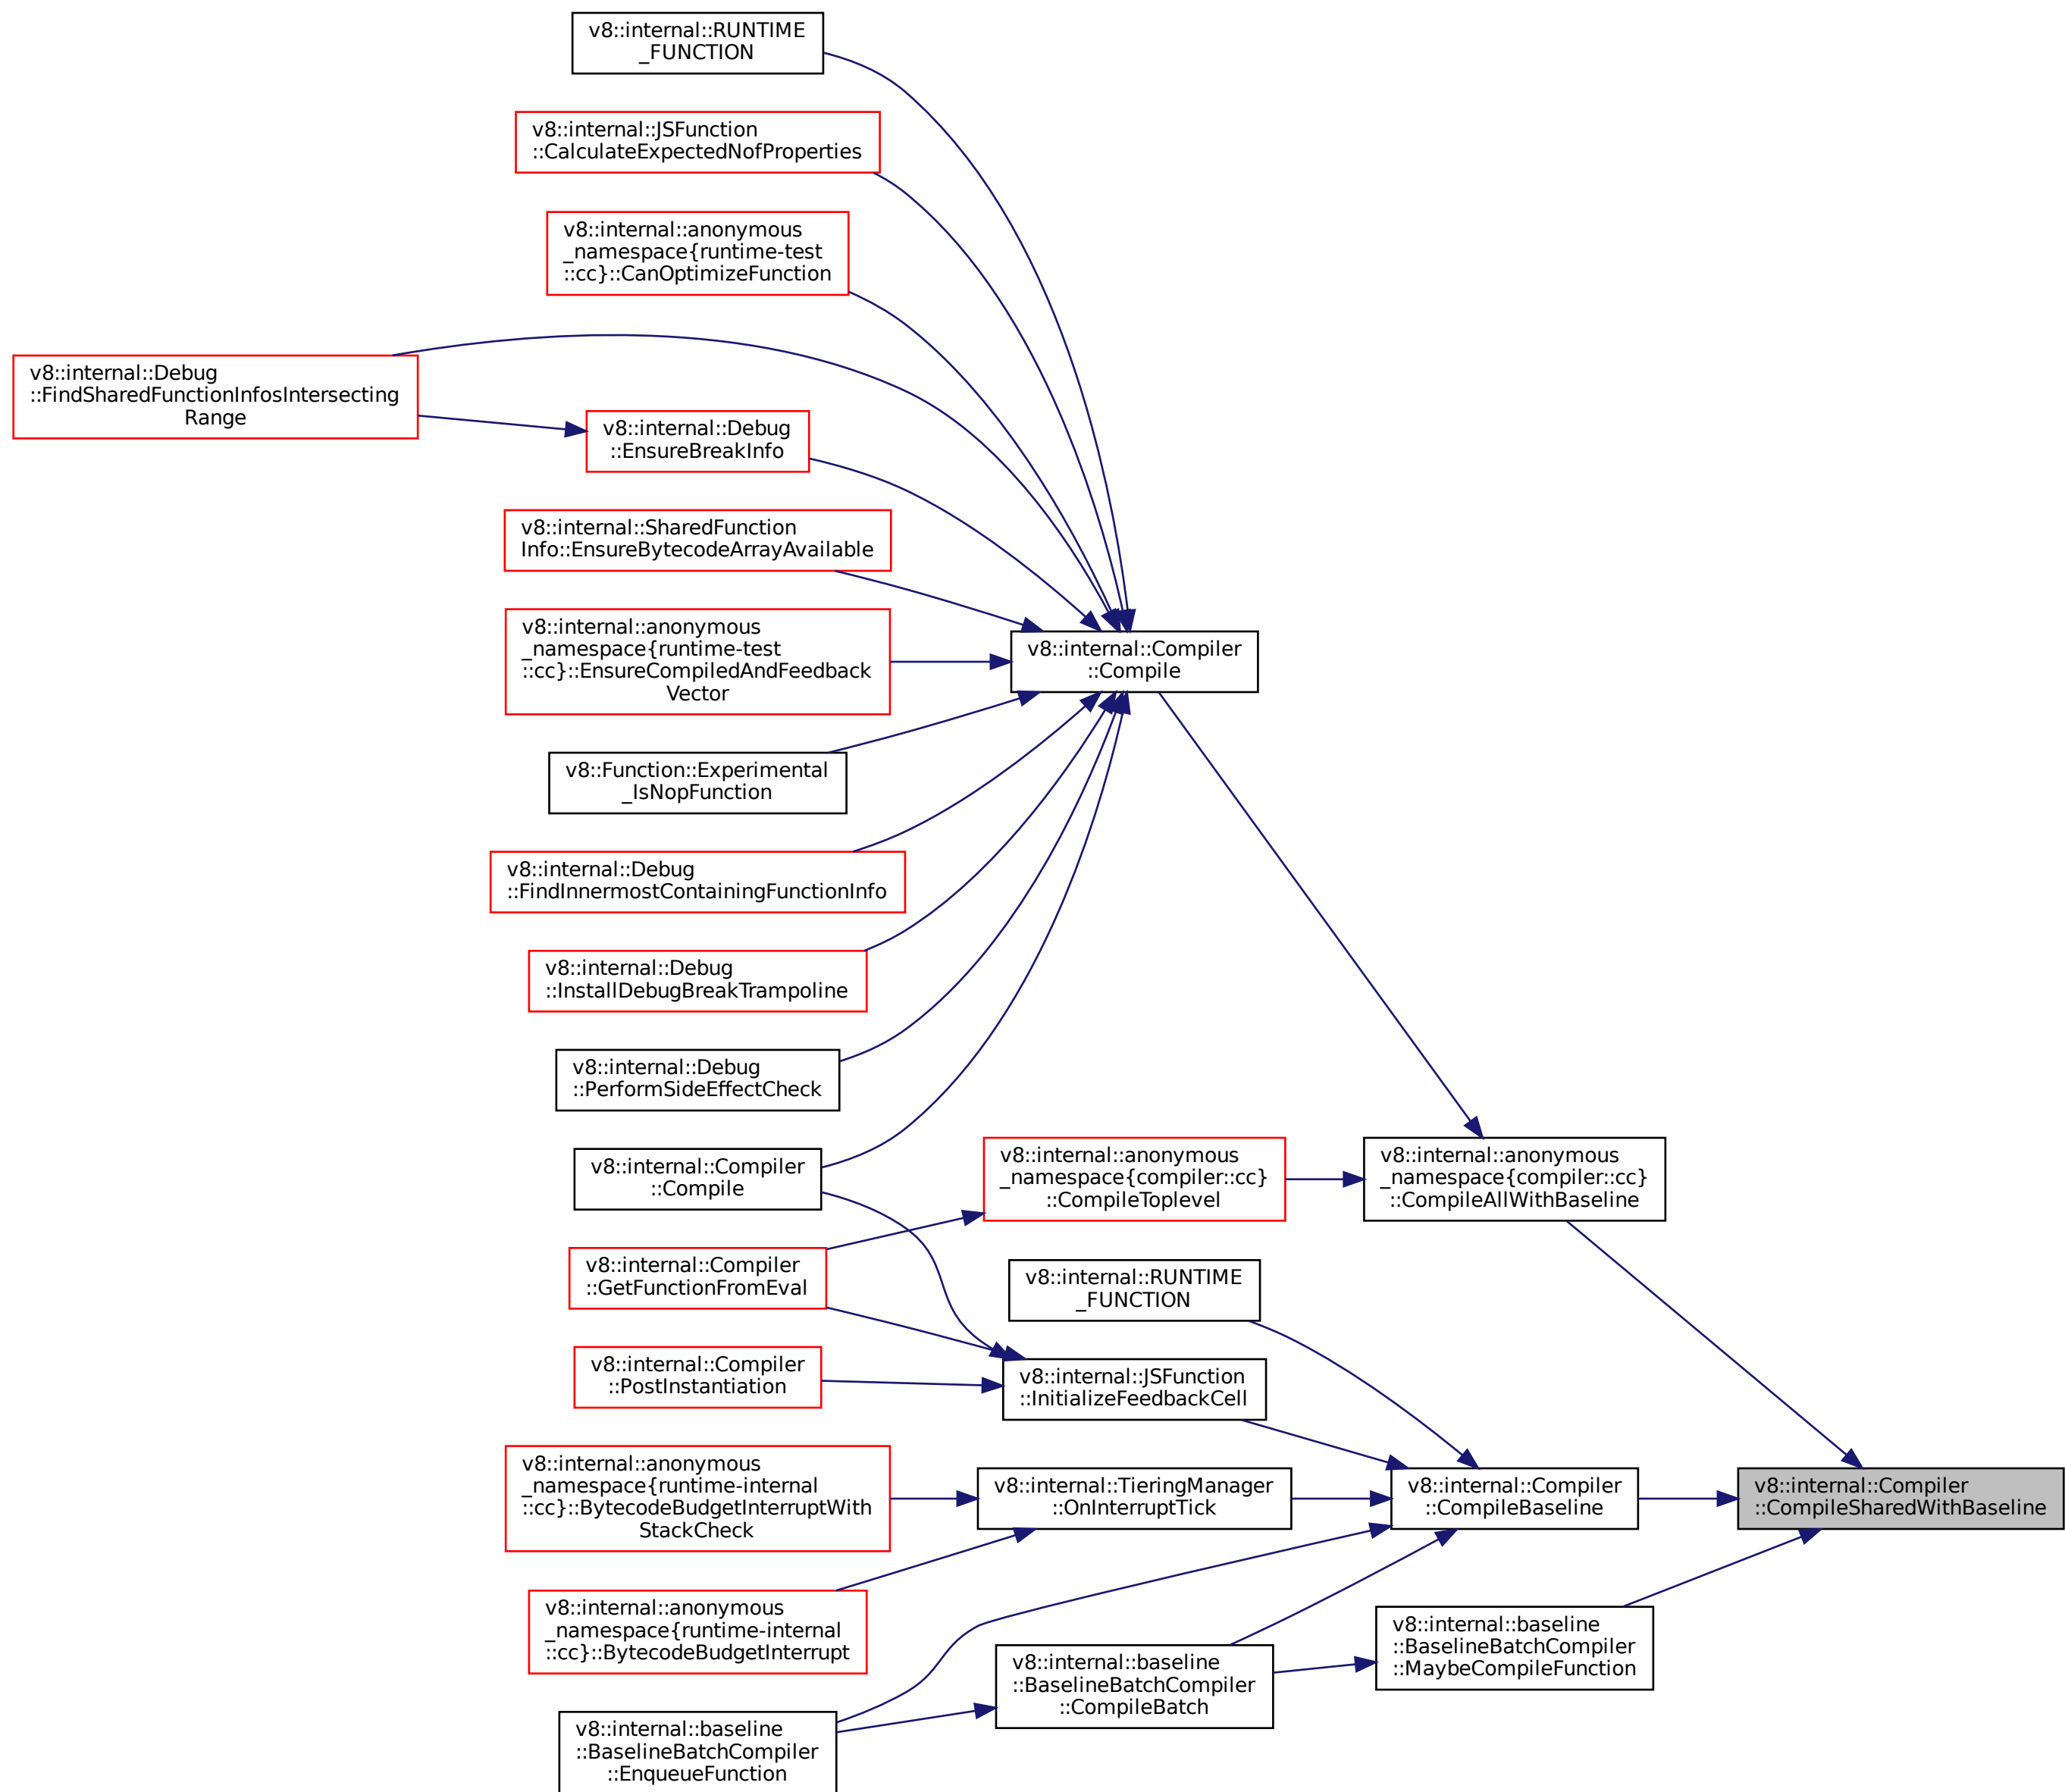 v8::internal::RUNTIME
_FUNCTION
v8::internal::JSFunction
::CalculateExpectedNofProperties
v8::internal::anonymous
_namespace{runtime-test
::cc}::CanOptimizeFunction
v8::internal::Debug
::FindSharedFunctionInfosIntersecting
Range
v8::internal::Debug
::EnsureBreakInfo
v8::internal::SharedFunction
Info::EnsureBytecodeArrayAvailable
v8::internal::anonymous
_namespace{runtime-test
::cc}::EnsureCompiledAndFeedback
Vector
v8::internal::Compiler
::Compile
v8::Function::Experimental
_IsNopFunction
v8::internal::Debug
::FindInnermostContainingFunctionInfo
v8::internal::Debug
::InstallDebugBreakTrampoline
v8::internal::Debug
::PerformSideEffectCheck
v8::internal::Compiler
::Compile
v8::internal::anonymous
_namespace{compiler::cc}
::CompileToplevel
v8::internal::anonymous
_namespace{compiler::cc}
::CompileAllWithBaseline
v8::internal::Compiler
::GetFunctionFromEval
v8::internal::RUNTIME
_FUNCTION
v8::internal::Compiler
::PostInstantiation
v8::internal::JSFunction
::InitializeFeedbackCell
v8::internal::anonymous
_namespace{runtime-internal
::cc}::BytecodeBudgetInterruptWith
StackCheck
v8::internal::TieringManager
::OnInterruptTick
v8::internal::Compiler
::CompileBaseline
v8::internal::Compiler
::CompileSharedWithBaseline
v8::internal::anonymous
_namespace{runtime-internal
::cc}::BytecodeBudgetInterrupt
v8::internal::baseline
::BaselineBatchCompiler
::MaybeCompileFunction
v8::internal::baseline
::BaselineBatchCompiler
::CompileBatch
v8::internal::baseline
::BaselineBatchCompiler
::EnqueueFunction